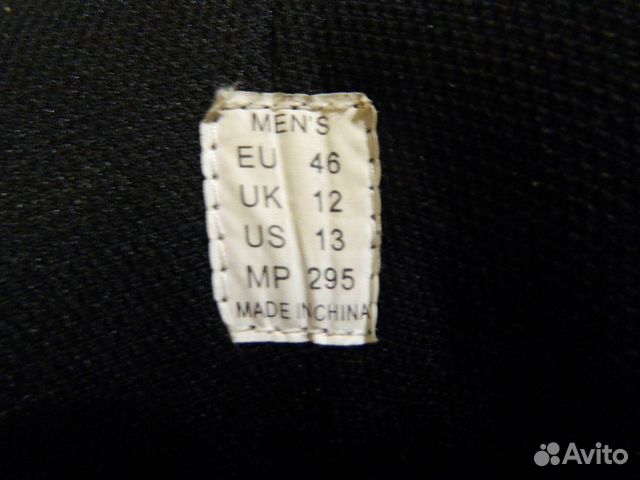 MEN'S
EU 46
UK 12
US 13
MP 295
MADE IN CHINA
Avito